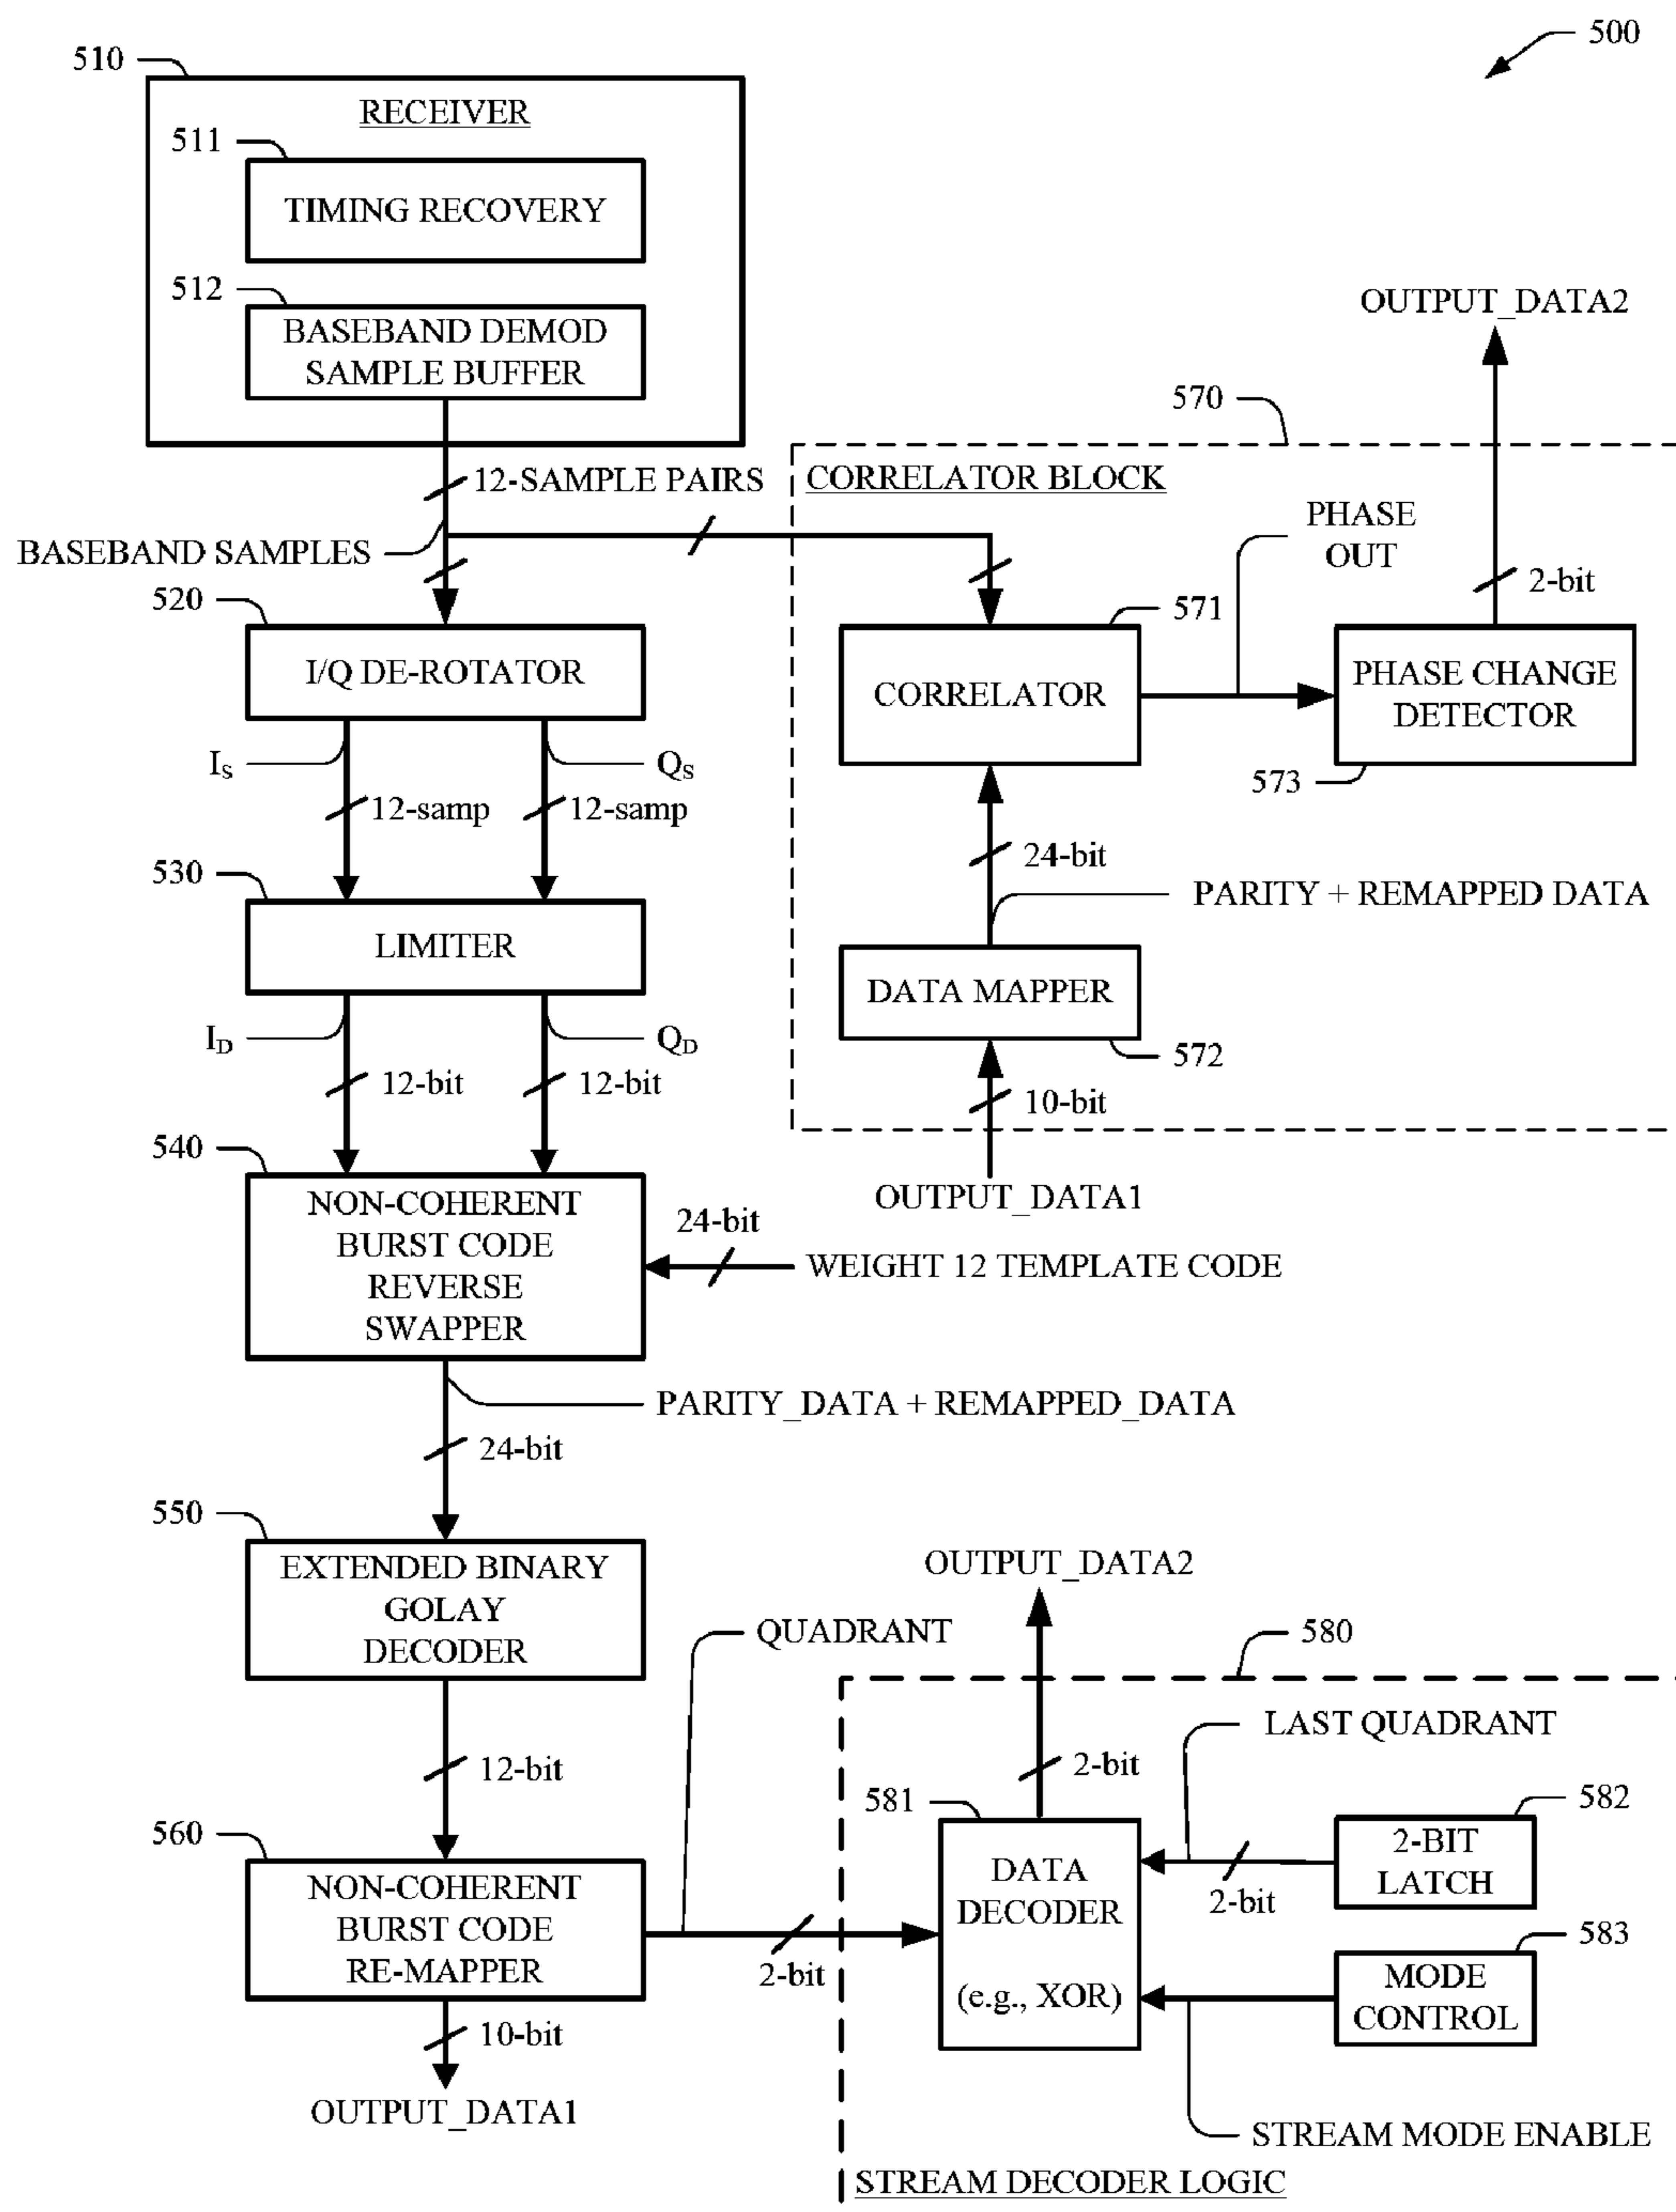 500
510
RECEIVER
511
TIMING RECOVERY
512
BASEBAND DEMOD
SAMPLE BUFFER
12-SAMPLE PAIRS
BASEBAND SAMPLES
520
I/Q DE-ROTATOR
I_S
Q_S
12-samp
12-samp
530
LIMITER
I_D
Q_D
12-bit
12-bit
540
NON-COHERENT
BURST CODE
REVERSE
SWAPPER
24-bit
WEIGHT 12 TEMPLATE CODE
PARITY_DATA + REMAPPED_DATA
24-bit
550
EXTENDED BINARY
GOLAY
DECODER
12-bit
560
NON-COHERENT
BURST CODE
RE-MAPPER
10-bit
OUTPUT_DATA1
OUTPUT_DATA2
570
CORRELATOR BLOCK
PHASE
OUT
2-bit
571
CORRELATOR
PHASE CHANGE
DETECTOR
573
24-bit
PARITY + REMAPPED DATA
DATA MAPPER
572
10-bit
OUTPUT_DATA1
OUTPUT_DATA2
QUADRANT
2-bit
580
LAST QUADRANT
2-bit
581
582
2-BIT
LATCH
2-bit
DATA
DECODER
(e.g., XOR)
583
MODE
CONTROL
STREAM MODE ENABLE
STREAM DECODER LOGIC